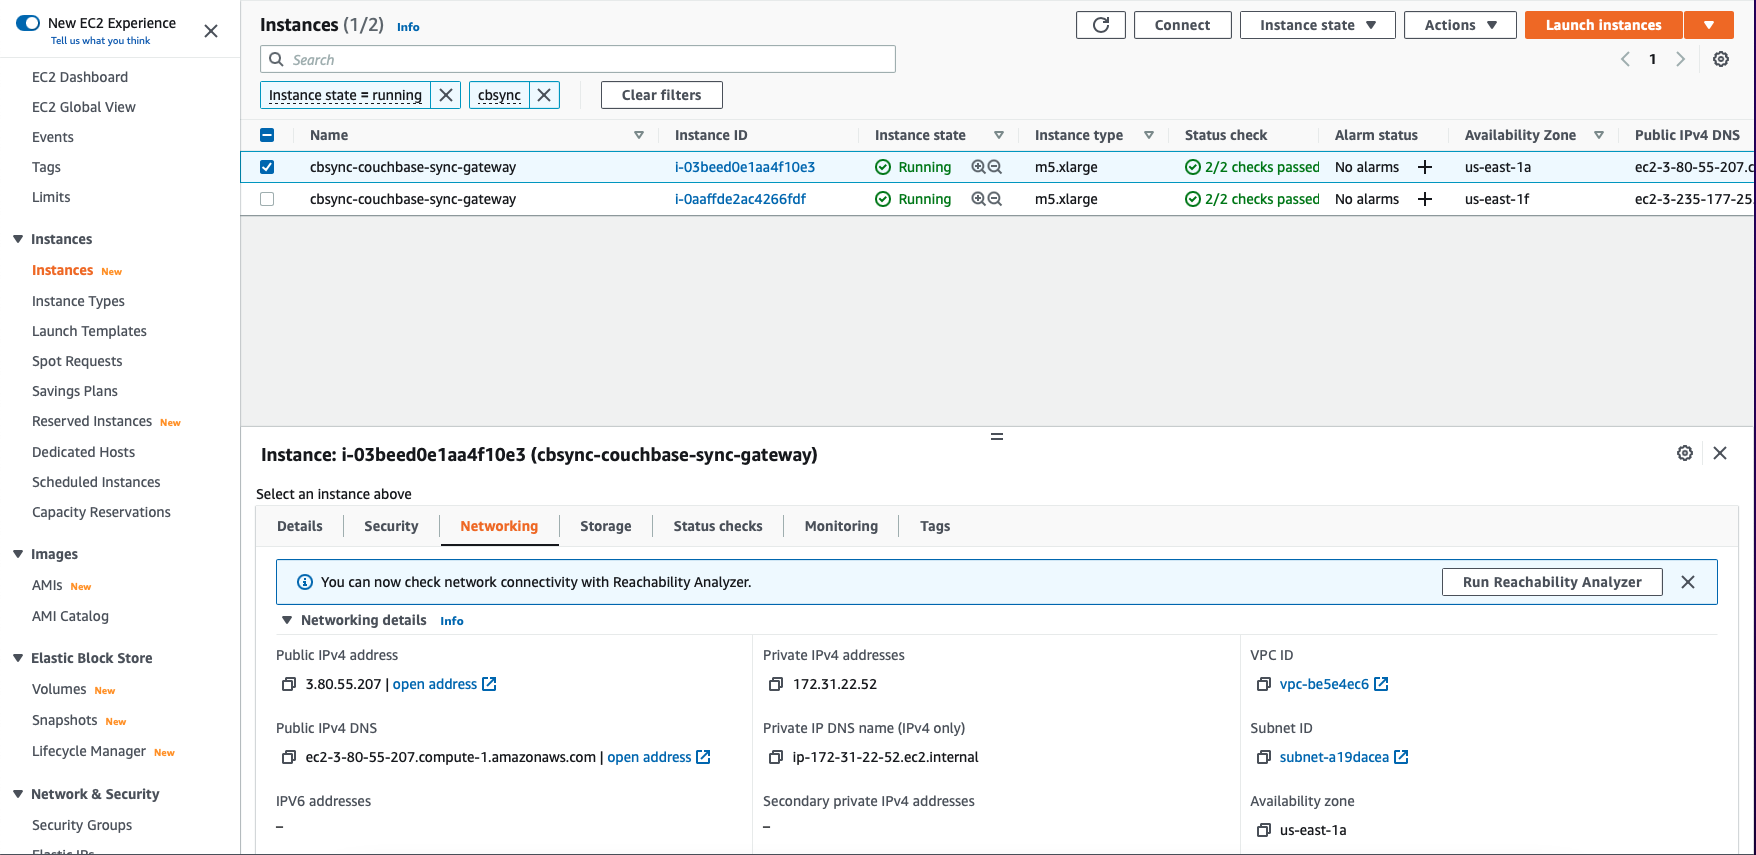 New EC2 Experience
Tell us what you think
EC2 Dashboard
EC2 Global View
Events
Tags
Limits
Instances
Instances New
Instance Types
Launch Templates
Spot Requests
Savings Plans
Reserved Instances New
Dedicated Hosts
Scheduled Instances
Capacity Reservations
Images
AMIs New
AMI Catalog
Elastic Block Store
Volumes New
Snapshots New
Lifecycle Manager New
Network & Security
Security Groups
Elastic IPs
Instances (1/2) Info
Connect Instance state Actions Launch instances
Search
1
Instance state = running cbsync Clear filters
Name Instance ID Instance state Instance type Status check Alarm status Availability Zone Public IPv4 DNS
cbsync-couchbase-sync-gateway i-03beed0e1aa4f10e3 Running m5.xlarge 2/2 checks passed No alarms + us-east-1a ec2-3-80-55-207.c
cbsync-couchbase-sync-gateway i-0aaffde2ac4266fdf Running m5.xlarge 2/2 checks passed No alarms + us-east-1f ec2-3-235-177-25.
Instance: i-03beed0e1aa4f10e3 (cbsync-couchbase-sync-gateway)
Select an instance above
Details Security Networking Storage Status checks Monitoring Tags
You can now check network connectivity with Reachability Analyzer. Run Reachability Analyzer
Networking details Info
Public IPv4 address Private IPv4 addresses VPC ID
3.80.55.207 | open address 172.31.22.52 vpc-be5e4ec6
Public IPv4 DNS Private IP DNS name (IPv4 only) Subnet ID
ec2-3-80-55-207.compute-1.amazonaws.com | open address ip-172-31-22-52.ec2.internal subnet-a19dacea
IPV6 addresses Secondary private IPv4 addresses Availability zone
– – us-east-1a